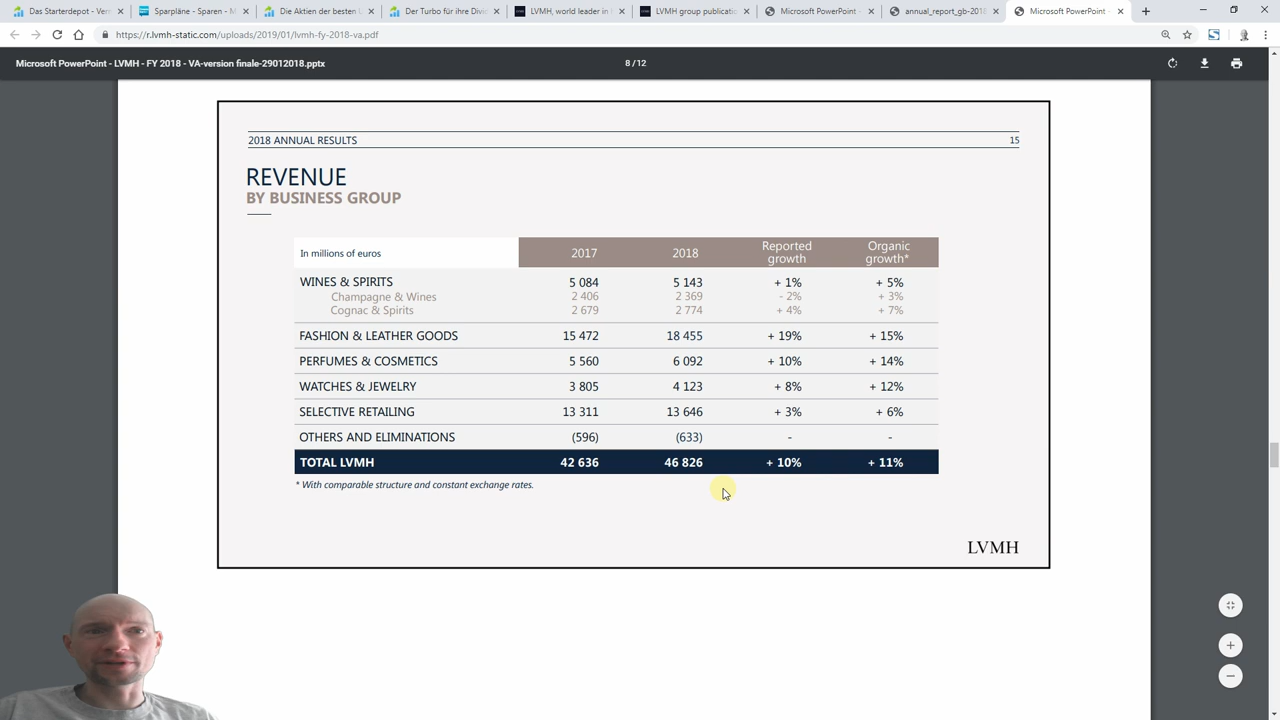 Das Starterdepot - Ver
Sparpläne - Sparen - M
Die Aktien der besten
Der Turbo für ihre Divi
LVMH, world leader in
LVMH group publicatio
Microsoft PowerPoint -
annual_report_gb-2018
Microsoft PowerPoint -
https://r.lvmh-static.com/uploads/2019/01/lvmh-fy-2018-va.pdf
Microsoft PowerPoint - LVMH - FY 2018 - VA-version finale-29012018.pptx
8 / 12
2018 ANNUAL RESULTS 15
REVENUE
BY BUSINESS GROUP
In millions of euros 2017 2018 Reported growth Organic growth*
WINES & SPIRITS 5 084 5 143 + 1% + 5%
Champagne & Wines 2 406 2 369 - 2% + 3%
Cognac & Spirits 2 679 2 774 + 4% + 7%
FASHION & LEATHER GOODS 15 472 18 455 + 19% + 15%
PERFUMES & COSMETICS 5 560 6 092 + 10% + 14%
WATCHES & JEWELRY 3 805 4 123 + 8% + 12%
SELECTIVE RETAILING 13 311 13 646 + 3% + 6%
OTHERS AND ELIMINATIONS (596) (633) - -
TOTAL LVMH 42 636 46 826 + 10% + 11%
* With comparable structure and constant exchange rates.
LVMH